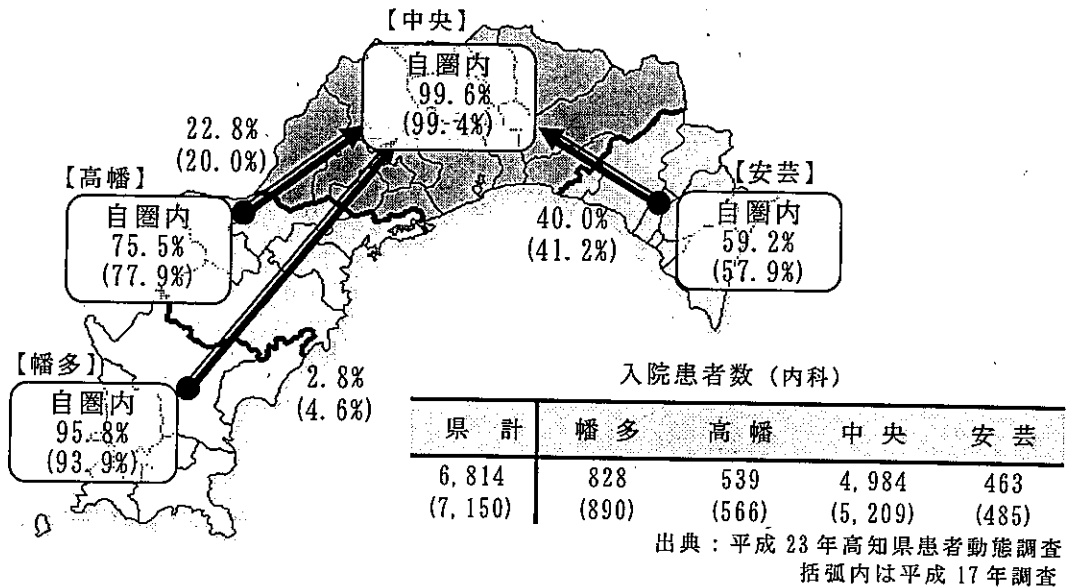 【中央】
自圏内
99.6%
(99.4%)
22.8%
(20.0%)
【高幡】
自圏内
75.5%
(77.9%)
【安芸】
自圏内
59.2%
(57.9%)
40.0%
(41.2%)
【幡多】
自圏内
95.8%
(93.9%)
2.8%
(4.6%)
入院患者数（内科）
県計 幡多 高幡 中央 安芸
6,814 828 539 4,984 463
(7,150) (890) (566) (5,209) (485)
出典：平成23年高知県患者動態調査
括弧内は平成17年調査